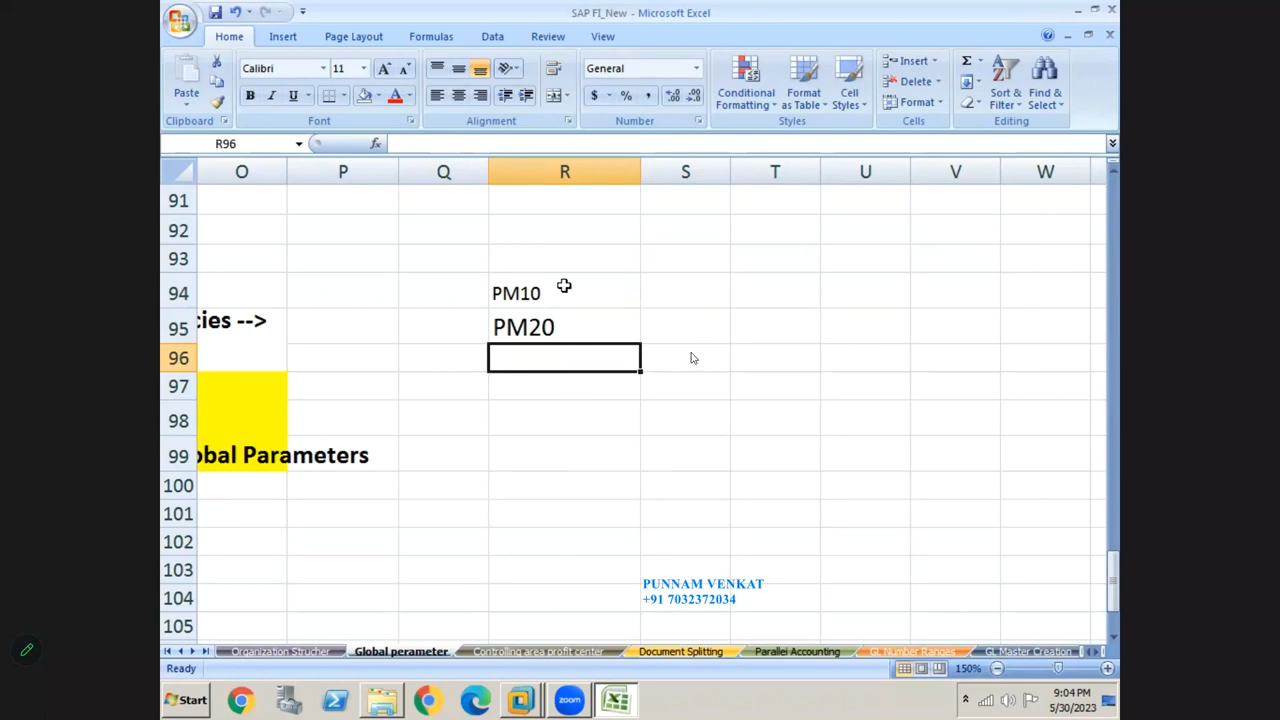 SAP FI_New - Microsoft Excel
Home Insert Page Layout Formulas Data Review View
Paste
Calibri 11
General
Conditional Formatting
Format as Table
Cell Styles
Insert
Delete
Format
Sort & Filter
Find & Select
Clipboard Font Alignment Number Styles Cells Editing
R96 fx
O P Q R S T U V W
91
92
93
94 PM10
95 cies --> PM20
96
97
98
99 obal Parameters
100
101
102
103
PUNNAM VENKAT
104 +91 7032372034
105
Organization Strucher Global perameter Controlling area profit center Document Splitting Parallel Accounting GL Number Ranges GL Master Creation
Ready 150%
Start 9:04 PM
5/30/2023